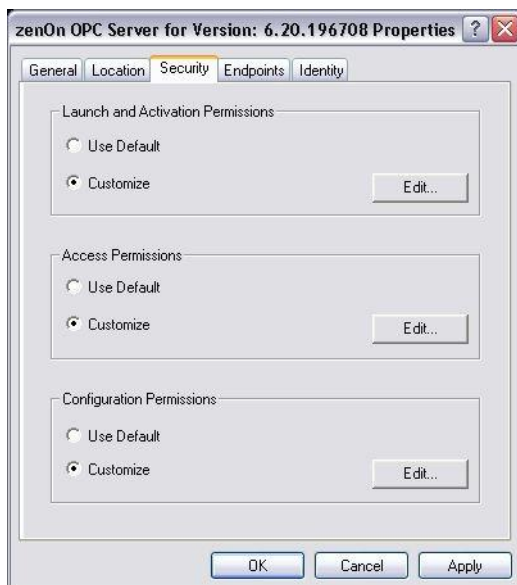 zenOn OPC Server for Version: 6.20.196708 Properties
General Location Security Endpoints Identity
Launch and Activation Permissions
Use Default
Customize
Edit...
Access Permissions
Use Default
Customize
Edit...
Configuration Permissions
Use Default
Customize
Edit...
OK Cancel Apply